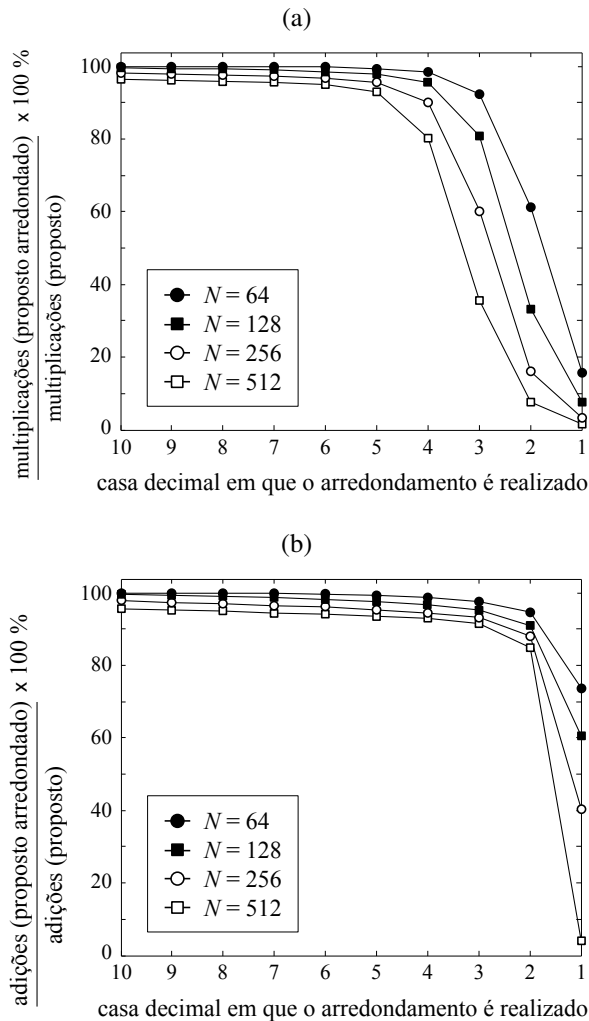 (a)
multiplicações (proposto arredondado) x 100 %
multiplicações (proposto)
100
80
60
40
20
0
N = 64
N = 128
N = 256
N = 512
10 9 8 7 6 5 4 3 2 1
casa decimal em que o arredondamento é realizado
(b)
adições (proposto arredondado) x 100 %
adições (proposto)
100
80
60
40
20
0
N = 64
N = 128
N = 256
N = 512
10 9 8 7 6 5 4 3 2 1
casa decimal em que o arredondamento é realizado